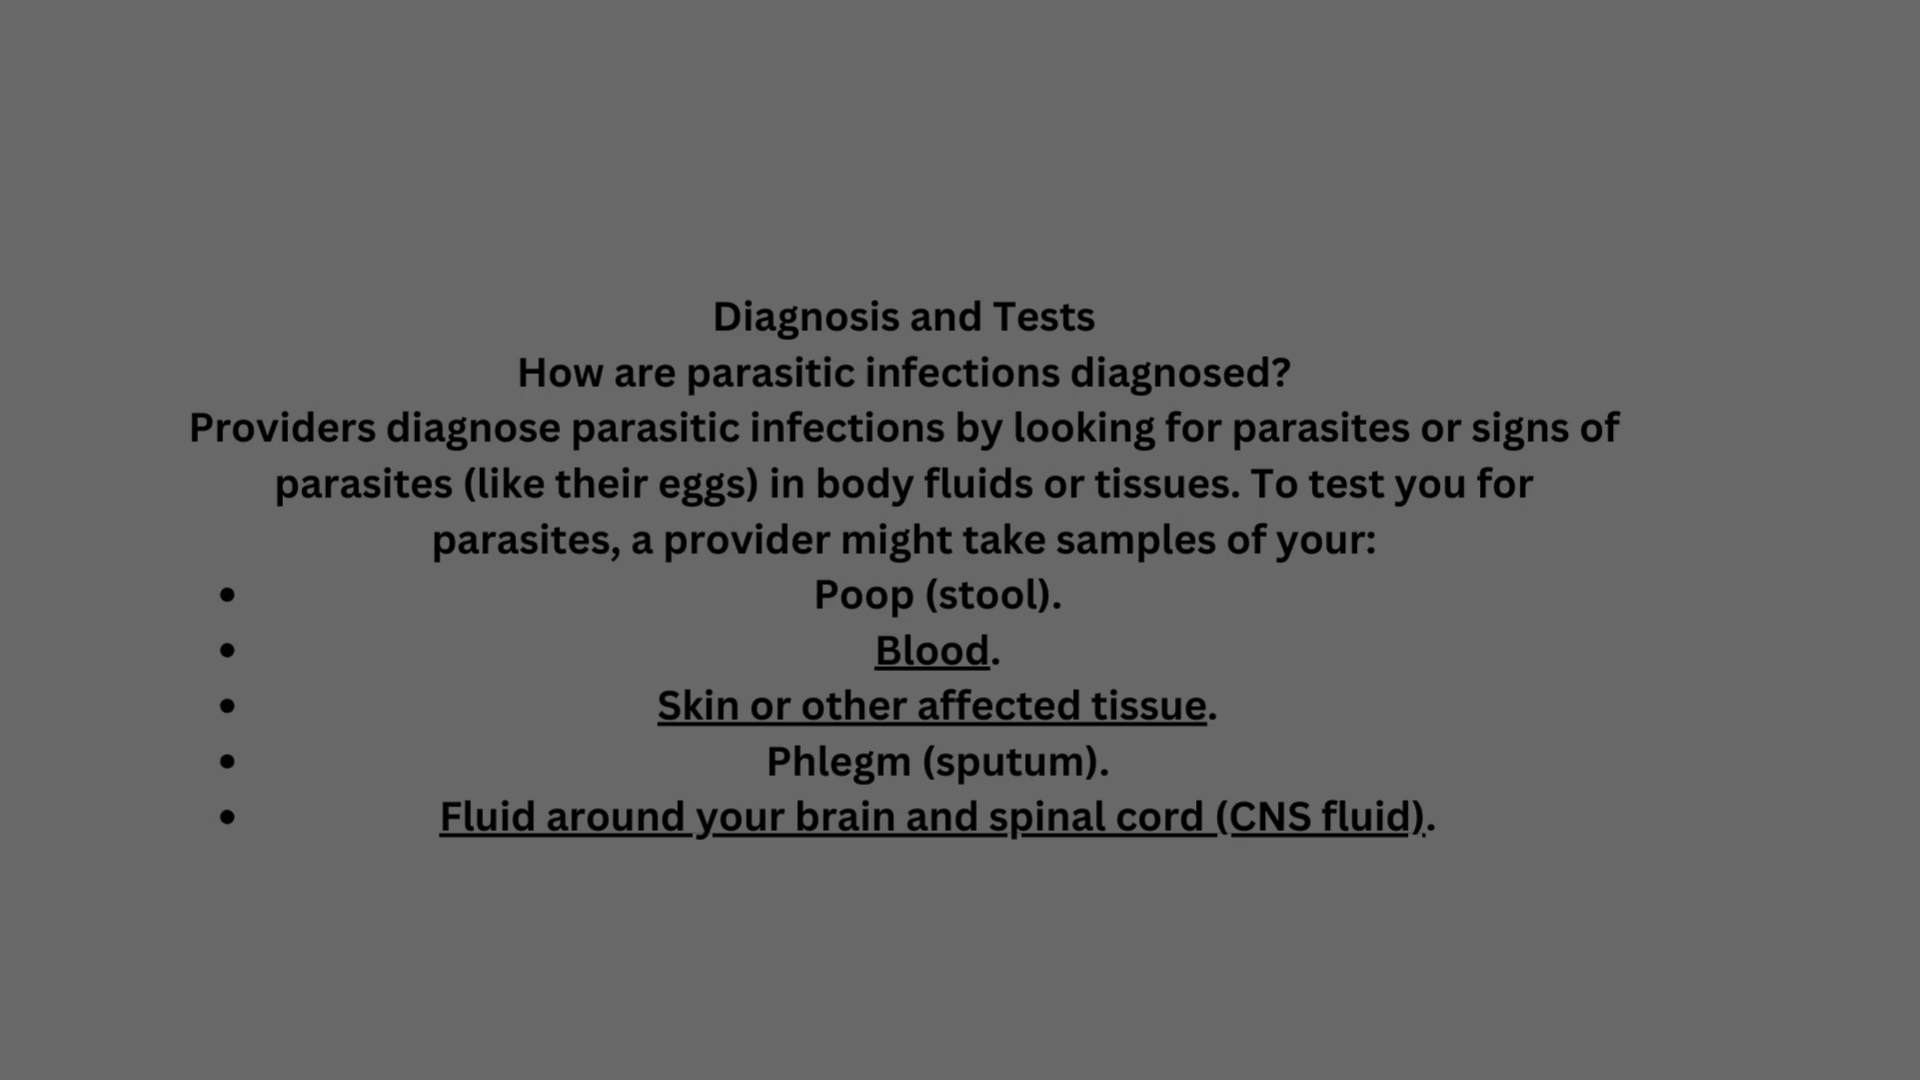 Diagnosis and Tests
How are parasitic infections diagnosed?
Providers diagnose parasitic infections by looking for parasites or signs of
parasites (like their eggs) in body fluids or tissues. To test you for
parasites, a provider might take samples of your:
• Poop (stool).
• Blood.
• Skin or other affected tissue.
• Phlegm (sputum).
• Fluid around your brain and spinal cord (CNS fluid).